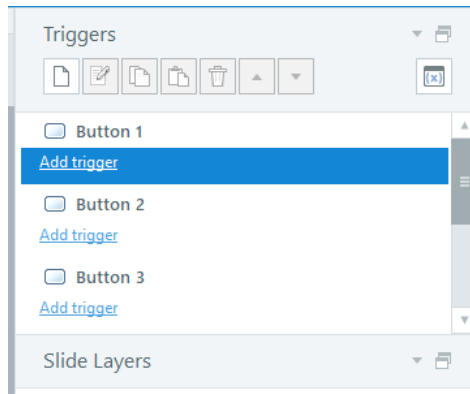 Triggers
(x)
Button 1
Add trigger
Button 2
Add trigger
Button 3
Add trigger
Slide Layers